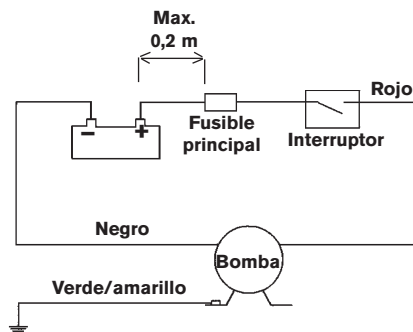 Max.
0,2 m
Rojo
- +
Fusible
principal
Interruptor
Negro
Bomba
Verde/amarillo